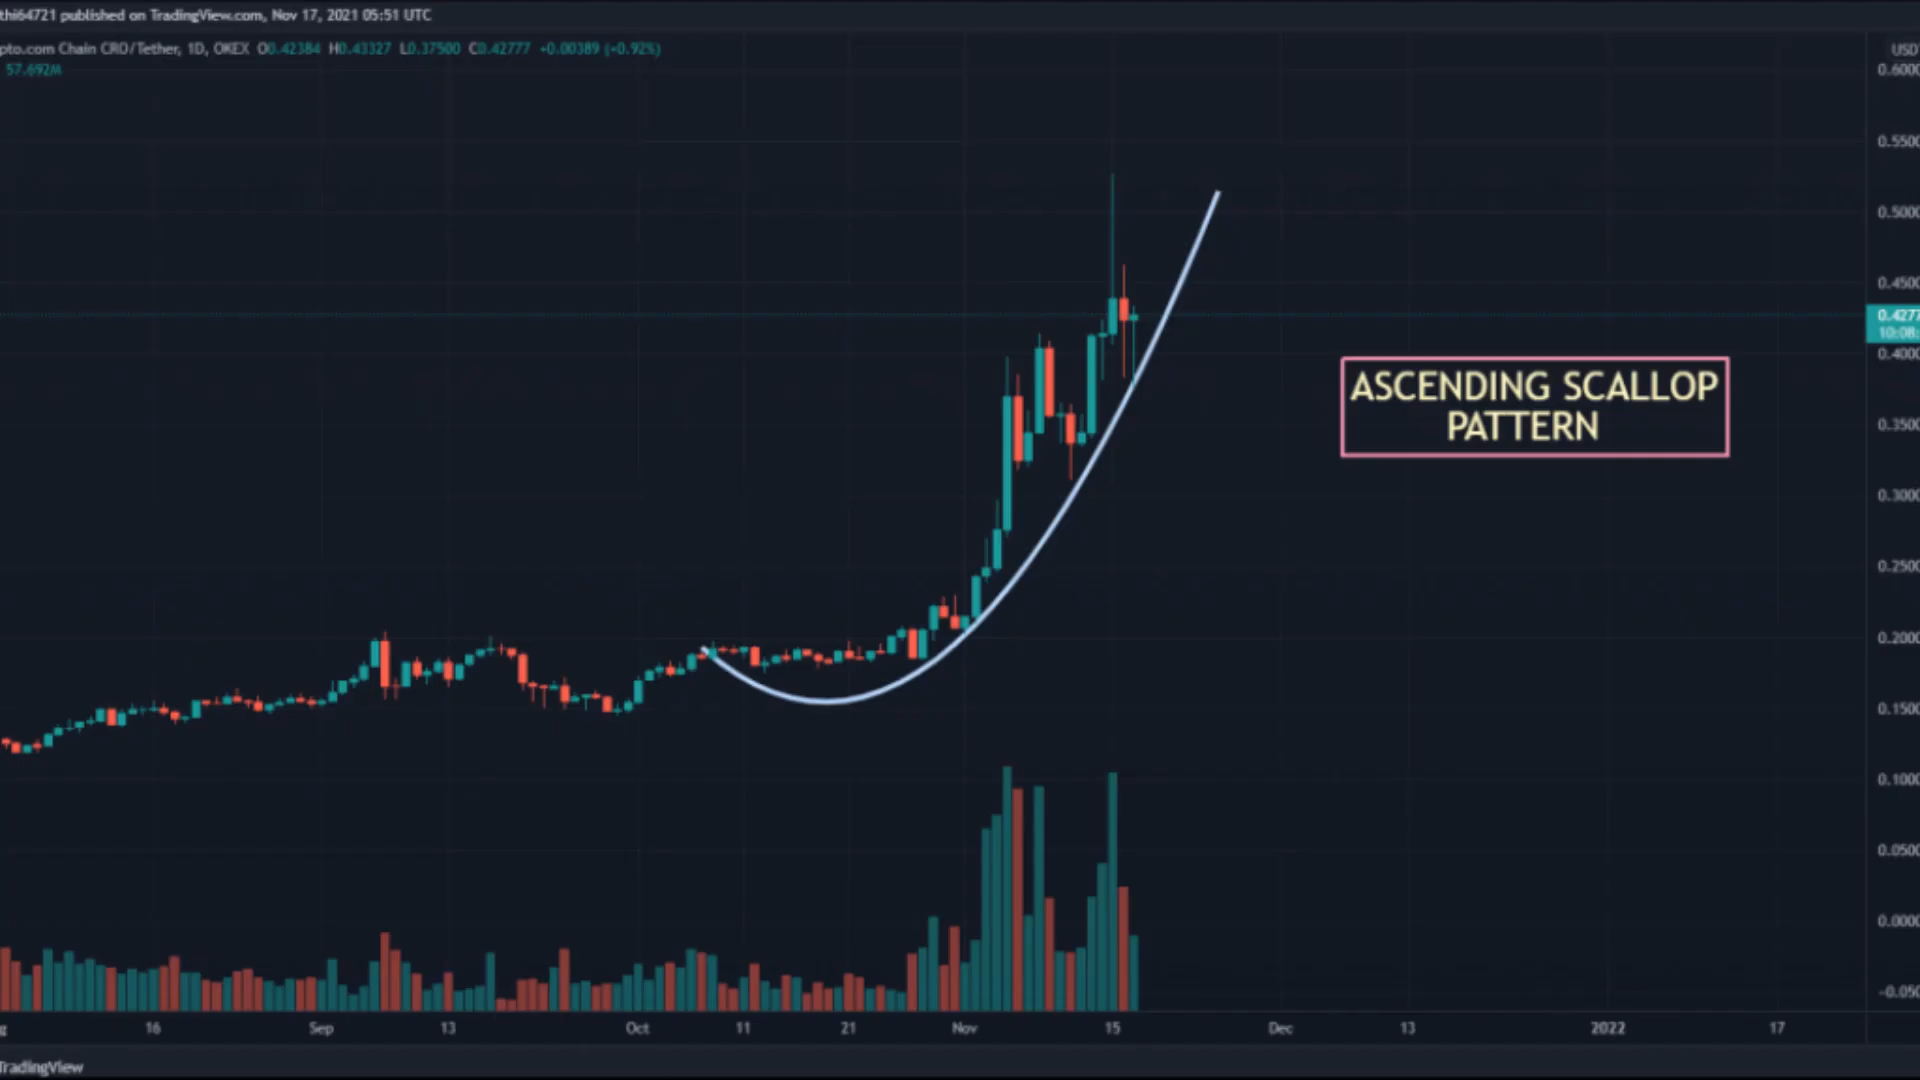 thi64721 published on TradingView.com, Nov 17, 2021 05:51 UTC
pto.com Chain CRO/Tether, 1D, OKEX O0.42384 H0.43327 L0.37500 C0.42777 +0.00389 (+0.92%)
57.692M
USD
0.6000
0.5500
0.5000
0.4500
0.4277
10:08:
0.4000
ASCENDING SCALLOP
PATTERN
0.3500
0.3000
0.2500
0.2000
0.1500
0.1000
0.0500
0.0000
-0.050
g 16 Sep 13 Oct 11 21 Nov 15 Dec 13 2022 17
TradingView